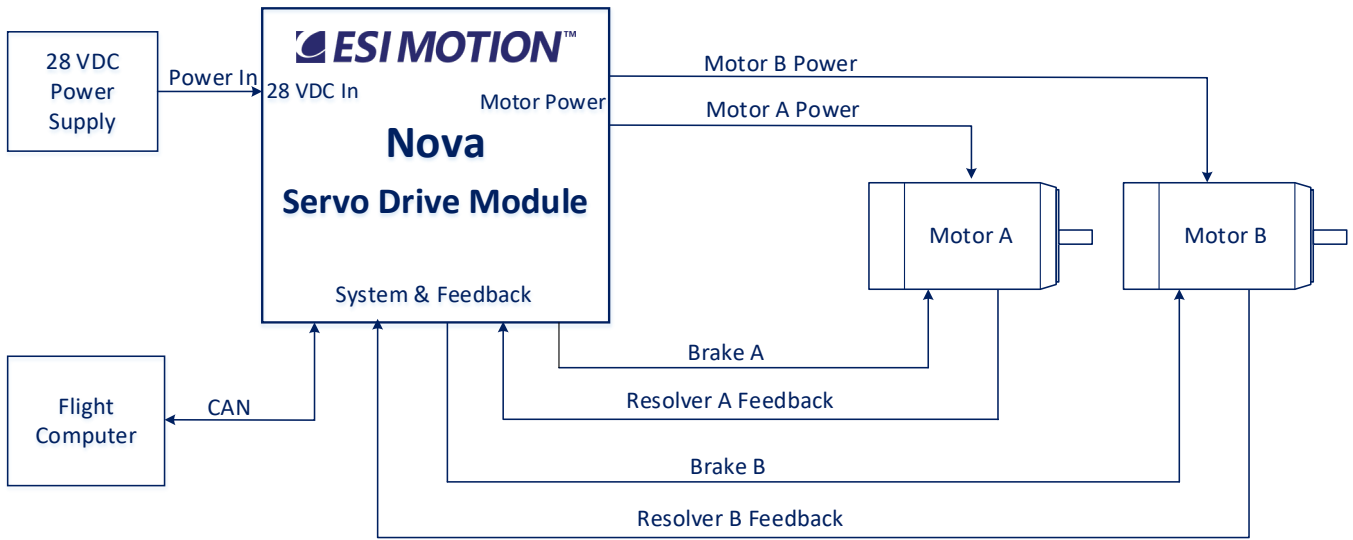 28 VDC
Power
Supply
Power In
ESI MOTION™
28 VDC In
Motor Power
Nova
Servo Drive Module
System & Feedback
Motor B Power
Motor A Power
Motor A
Motor B
Flight
Computer
CAN
Brake A
Resolver A Feedback
Brake B
Resolver B Feedback